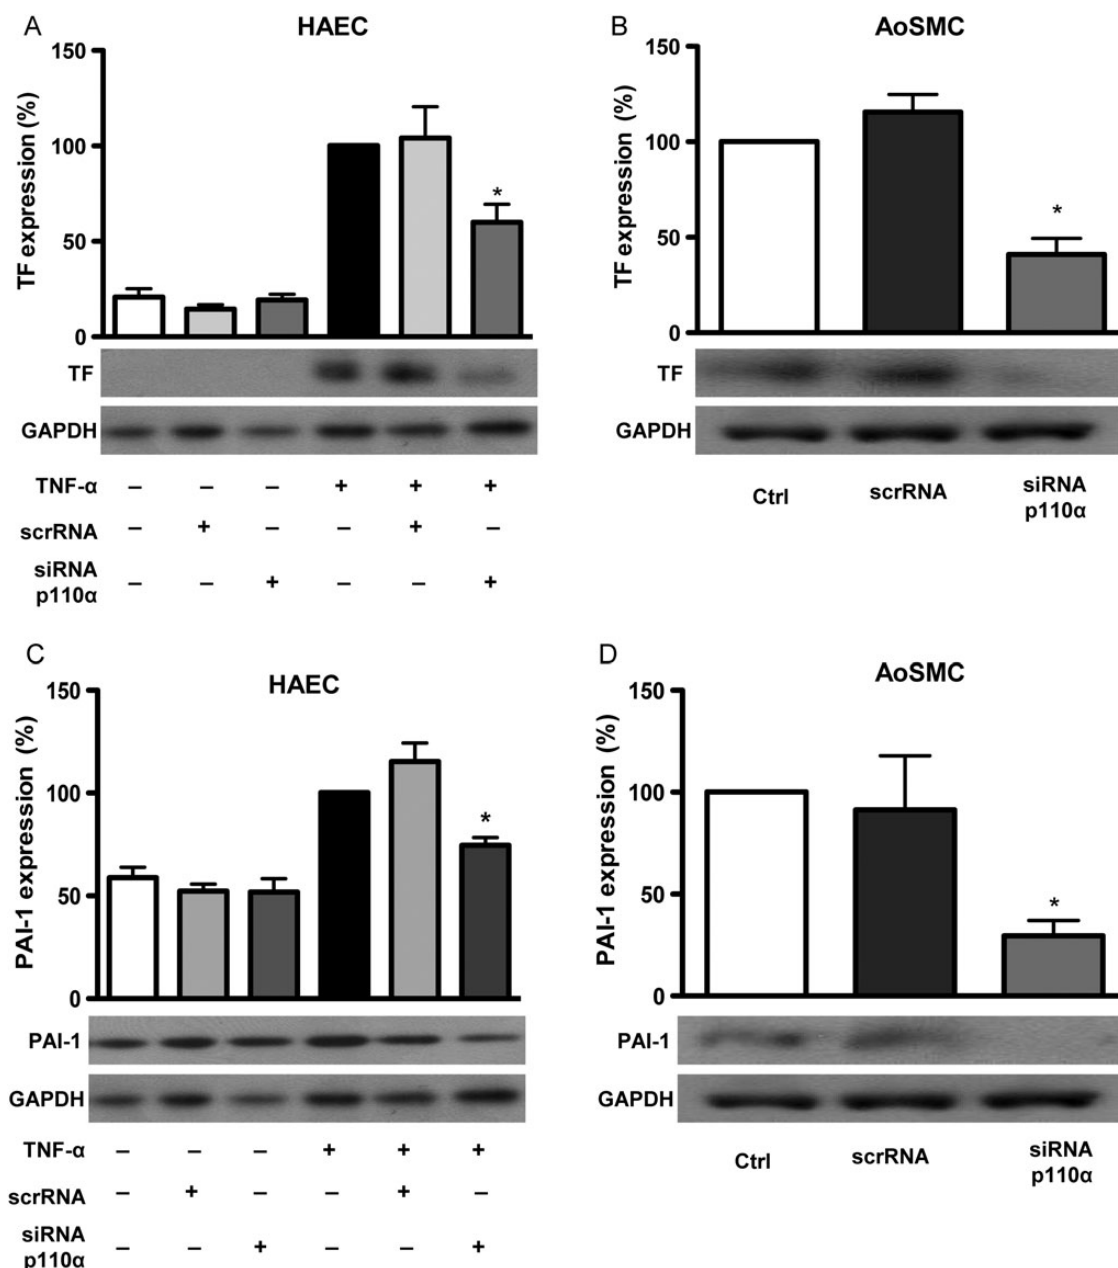 A
HAEC
TF expression (%)
150
100
50
0
*
TF
GAPDH
TNF-α – – – + + +
scrRNA – + – – + –
siRNA
p110α – – + – – +
B
AoSMC
TF expression (%)
150
100
50
0
*
TF
GAPDH
Ctrl scrRNA siRNA
p110α
C
HAEC
PAI-1 expression (%)
150
100
50
0
*
PAI-1
GAPDH
TNF-α – – – + + +
scrRNA – + – – + –
siRNA
p110α – – + – – +
D
AoSMC
PAI-1 expression (%)
150
100
50
0
*
PAI-1
GAPDH
Ctrl scrRNA siRNA
p110α